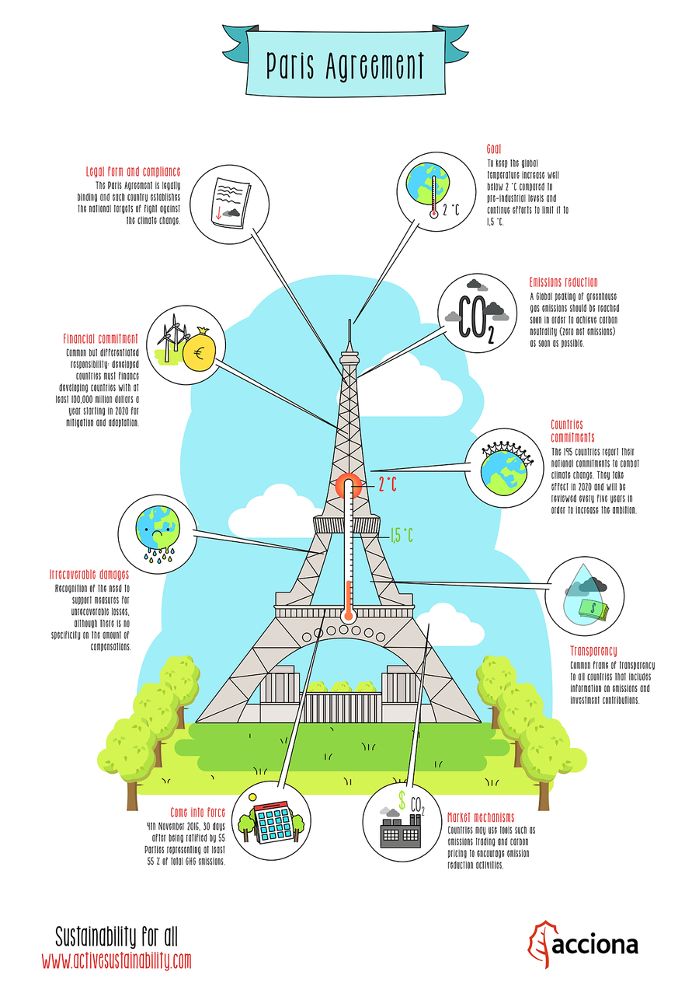 Paris Agreement
Legal form and compliance
The Paris Agreement is legally
binding and each country establishes
the national targets of fight against
the climate change.
Goal
To keep the global
temperature increase well
below 2 °C compared to
pre-industrial levels and
continue efforts to limit it to
1,5 °C.
2 °C
Emissions reduction
A Global peaking of greenhouse
gas emissions should be reached
soon in order to achieve carbon
neutrality (zero net emissions)
as soon as possible.
CO2
Financial commitment
Common but differentiated
responsibility: developed
countries must finance
developing countries with at
least 100,000 million dollars a
year starting in 2020 for
mitigation and adaptation.
€
Countries
commitments
The 195 countries report their
national commitments to combat
climate change. They take
effect in 2020 and will be
reviewed every five years in
order to increase the ambition.
2 °C
1,5 °C
Irrecoverable damages
Recognition of the need to
support measures for
unrecoverable losses,
although there is no
specificity on the amount of
compensations.
$
Transparency
Common frame of transparency
to all countries that includes
information on emissions and
investment contributions.
Come into force
4th November 2016, 30 days
after being ratified by 55
Parties representing at least
55 % of total GHG emissions.
$ CO2
Market mechanisms
Countries may use tools such as
emissions trading and carbon
pricing to encourage emission
reduction activities.
Sustainability for all
www.activesustainability.com
acciona